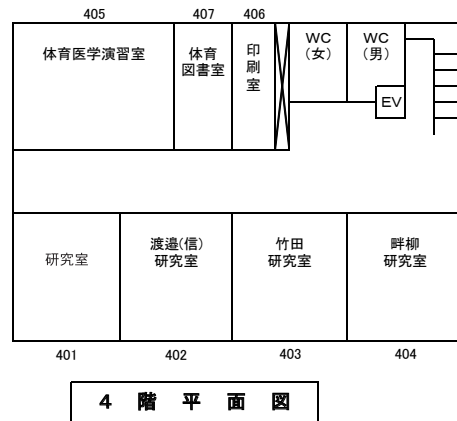 405 407 406
体育医学演習室
体育
図書室
印
刷
室
WC
(女)
WC
(男)
EV
研究室
渡邉(信)
研究室
竹田
研究室
畔柳
研究室
401 402 403 404
4 階 平 面 図